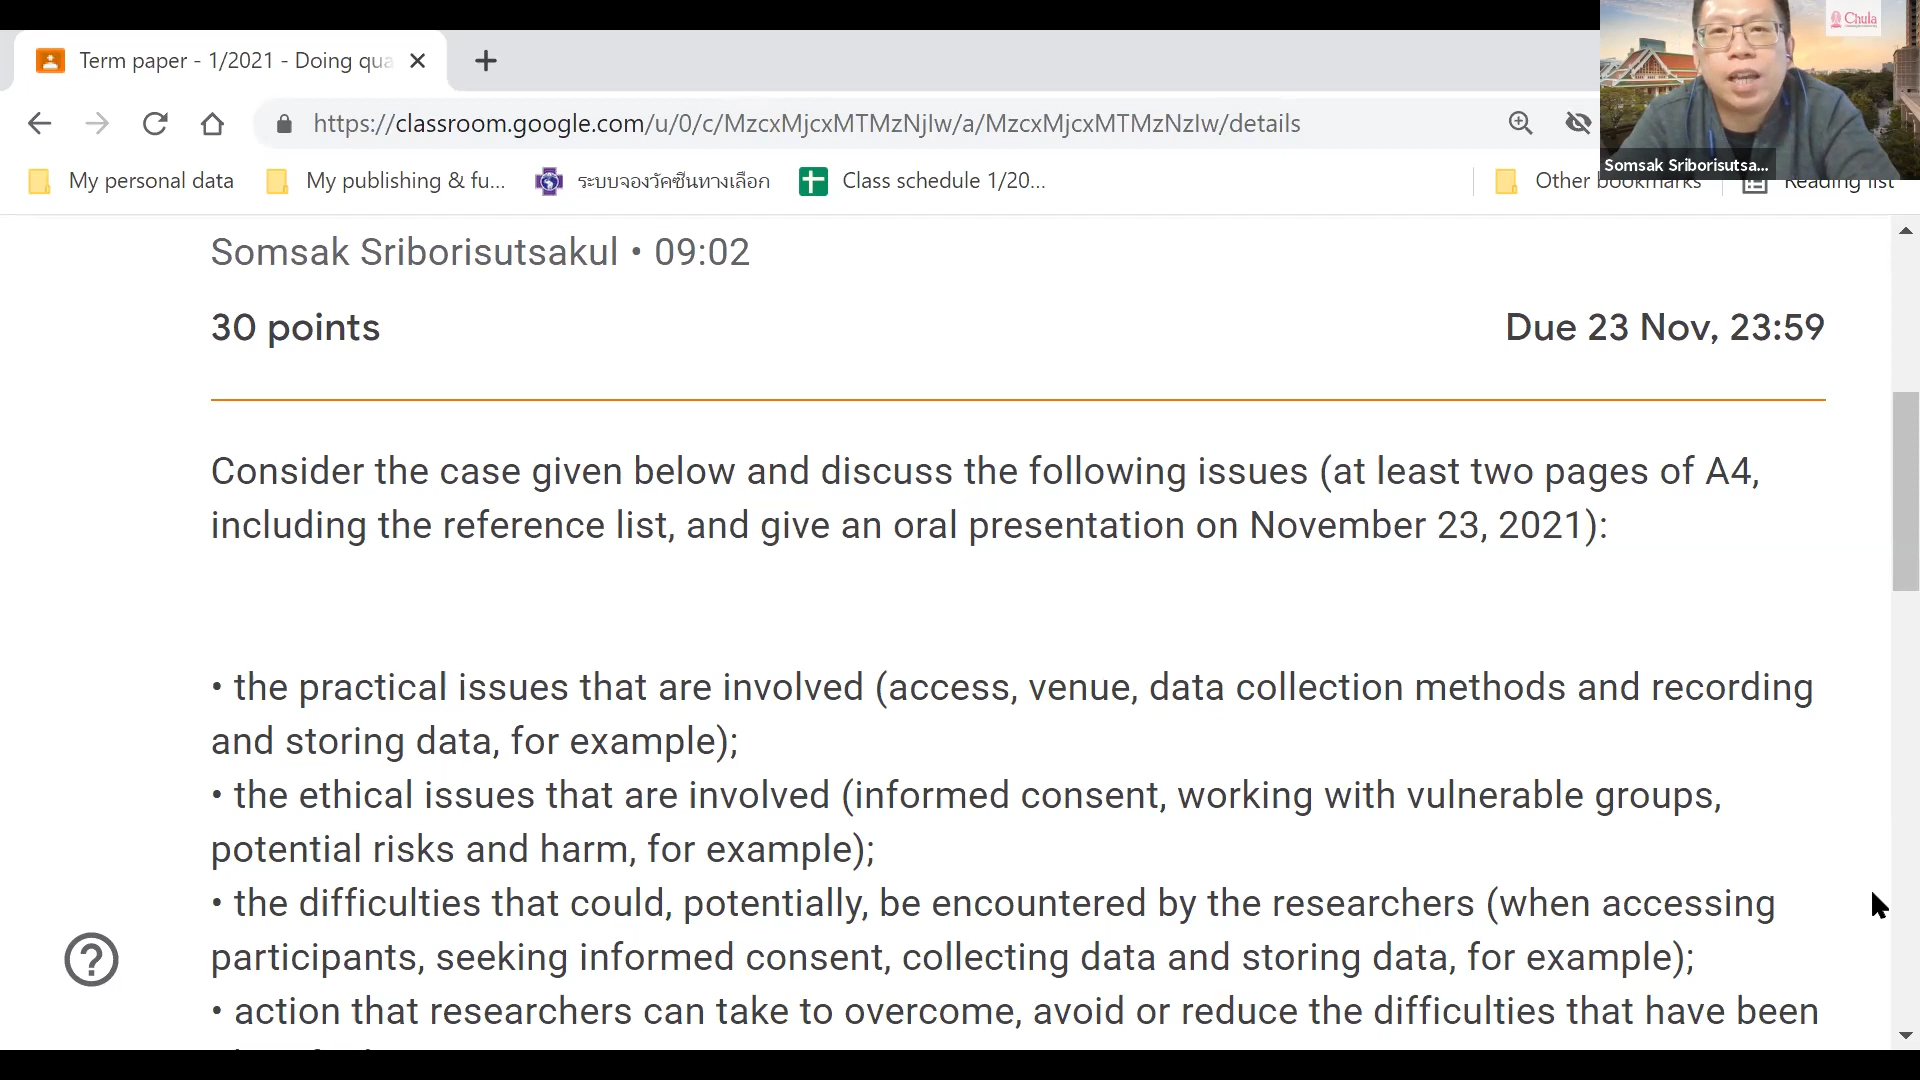 Term paper - 1/2021 - Doing qua
Chula
https://classroom.google.com/u/0/c/MzcxMjcxMTMzNjIw/a/MzcxMjcxMTMzNzIw/details
Somsak Sriborisutsa...
My personal data
My publishing & fu...
ระบบจองวัคซีนทางเลือก
Class schedule 1/20...
Other bookmarks
Reading list
Somsak Sriborisutsakul • 09:02
30 points
Due 23 Nov, 23:59
Consider the case given below and discuss the following issues (at least two pages of A4,
including the reference list, and give an oral presentation on November 23, 2021):
• the practical issues that are involved (access, venue, data collection methods and recording
and storing data, for example);
• the ethical issues that are involved (informed consent, working with vulnerable groups,
potential risks and harm, for example);
• the difficulties that could, potentially, be encountered by the researchers (when accessing
participants, seeking informed consent, collecting data and storing data, for example);
• action that researchers can take to overcome, avoid or reduce the difficulties that have been